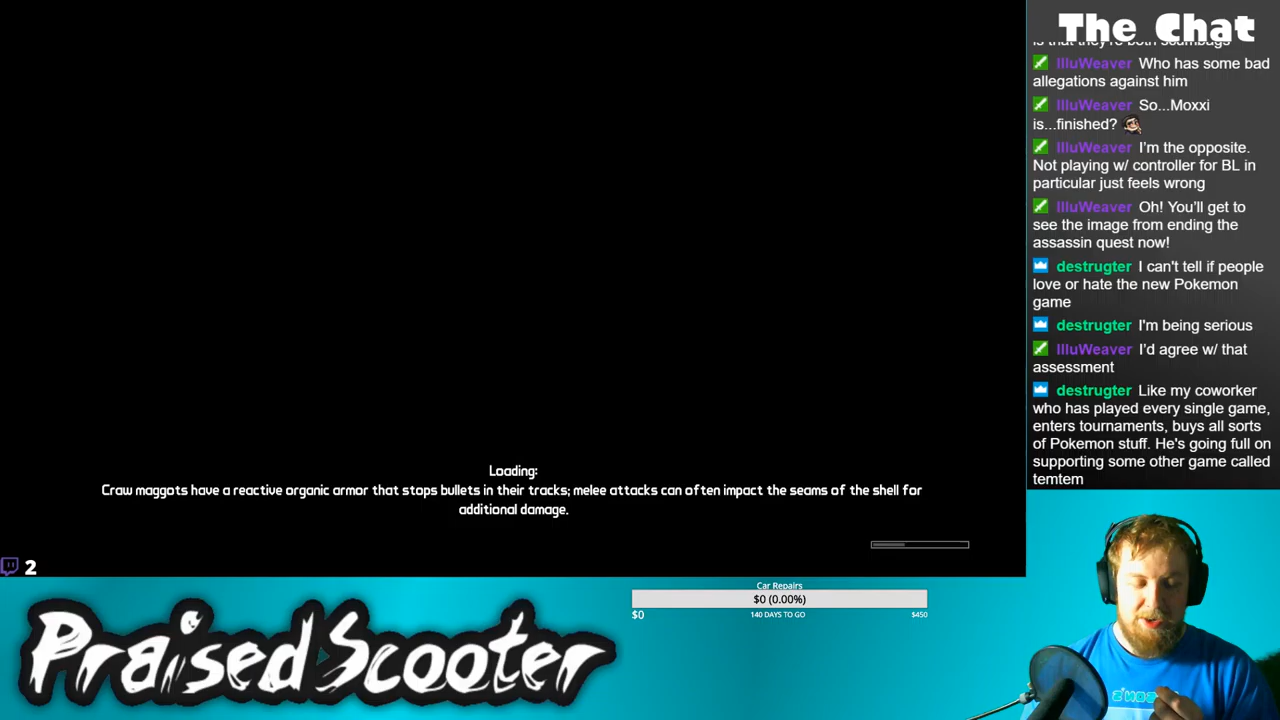 The Chat
IlluWeaver Who has some bad
allegations against him
IlluWeaver So...Moxxi
is...finished?
IlluWeaver I'm the opposite.
Not playing w/ controller for BL in
particular just feels wrong
IlluWeaver Oh! You'll get to
see the image from ending the
assassin quest now!
destrugter I can't tell if people
love or hate the new Pokemon
game
destrugter I'm being serious
IlluWeaver I'd agree w/ that
assessment
destrugter Like my coworker
who has played every single game,
enters tournaments, buys all sorts
of Pokemon stuff. He's going full on
supporting some other game called
temtem
Loading:
Craw maggots have a reactive organic armor that stops bullets in their tracks; melee attacks can often impact the seams of the shell for
additional damage.
2
Car Repairs
$0 (0.00%)
$0 140 DAYS TO GO $450
PraisedScooter